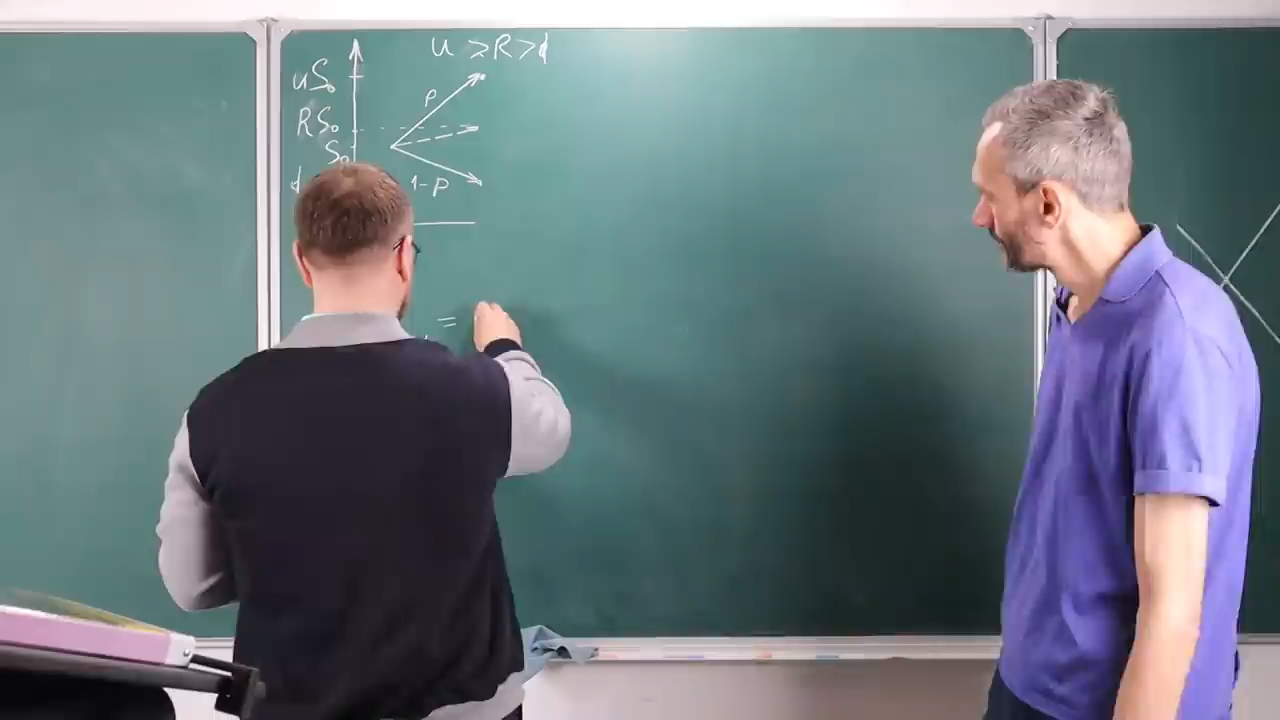 u > R > d
uS₀
p
RS₀
S₀
d
1-p
=